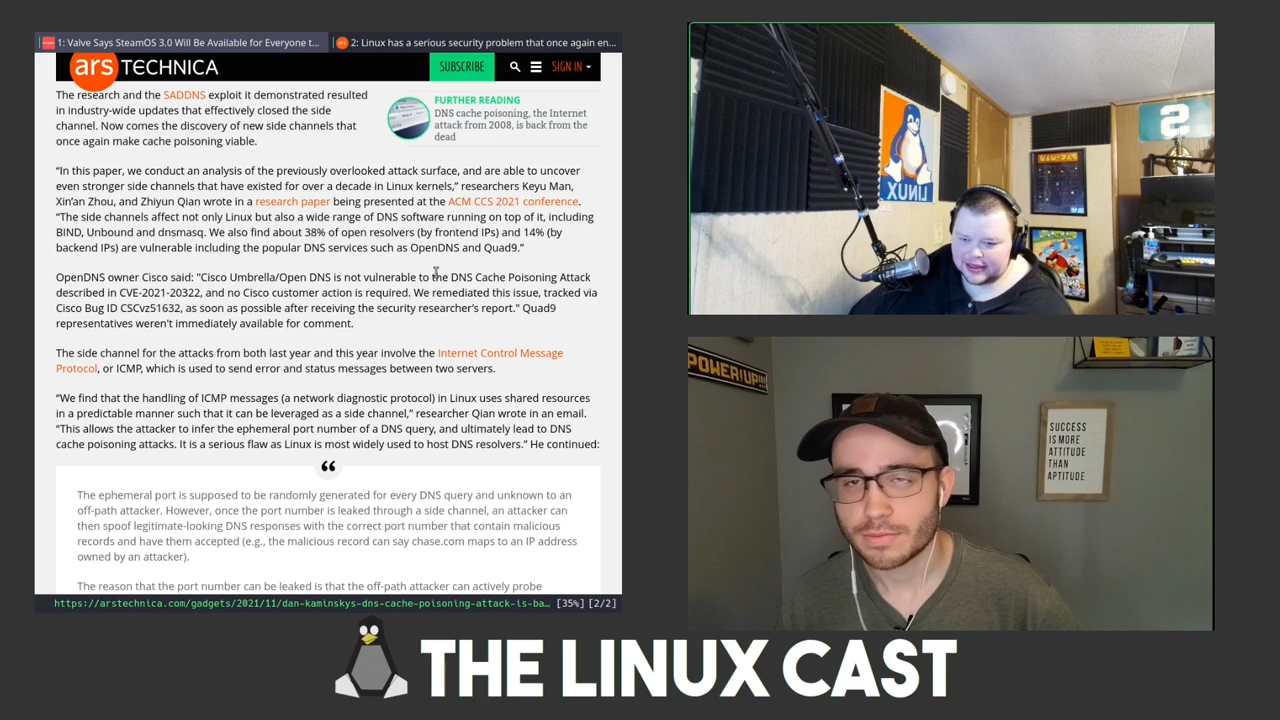 1: Valve Says SteamOS 3.0 Will Be Available for Everyone t...
2: Linux has a serious security problem that once again en...
ars TECHNICA
SUBSCRIBE
SIGN IN
The research and the SADDNS exploit it demonstrated resulted
in industry-wide updates that effectively closed the side
channel. Now comes the discovery of new side channels that
once again make cache poisoning viable.
FURTHER READING
DNS cache poisoning, the Internet
attack from 2008, is back from the
dead
“In this paper, we conduct an analysis of the previously overlooked attack surface, and are able to uncover
even stronger side channels that have existed for over a decade in Linux kernels,” researchers Keyu Man,
Xin’an Zhou, and Zhiyun Qian wrote in a research paper being presented at the ACM CCS 2021 conference.
“The side channels affect not only Linux but also a wide range of DNS software running on top of it, including
BIND, Unbound and dnsmasq. We also find about 38% of open resolvers (by frontend IPs) and 14% (by
backend IPs) are vulnerable including the popular DNS services such as OpenDNS and Quad9.”
OpenDNS owner Cisco said: "Cisco Umbrella/Open DNS is not vulnerable to the DNS Cache Poisoning Attack
described in CVE-2021-20322, and no Cisco customer action is required. We remediated this issue, tracked via
Cisco Bug ID CSCvz51632, as soon as possible after receiving the security researcher's report." Quad9
representatives weren't immediately available for comment.
The side channel for the attacks from both last year and this year involve the Internet Control Message
Protocol, or ICMP, which is used to send error and status messages between two servers.
“We find that the handling of ICMP messages (a network diagnostic protocol) in Linux uses shared resources
in a predictable manner such that it can be leveraged as a side channel,” researcher Qian wrote in an email.
“This allows the attacker to infer the ephemeral port number of a DNS query, and ultimately lead to DNS
cache poisoning attacks. It is a serious flaw as Linux is most widely used to host DNS resolvers.” He continued:
“
The ephemeral port is supposed to be randomly generated for every DNS query and unknown to an
off-path attacker. However, once the port number is leaked through a side channel, an attacker can
then spoof legitimate-looking DNS responses with the correct port number that contain malicious
records and have them accepted (e.g., the malicious record can say chase.com maps to an IP address
owned by an attacker).
The reason that the port number can be leaked is that the off-path attacker can actively probe
https://arstechnica.com/gadgets/2021/11/dan-kaminskys-dns-cache-poisoning-attack-is-ba… [35%] [2/2]
LINUX
2
POWER UP!
SUCCESS
IS MORE
ATTITUDE
THAN
APTITUDE
THE LINUX CAST